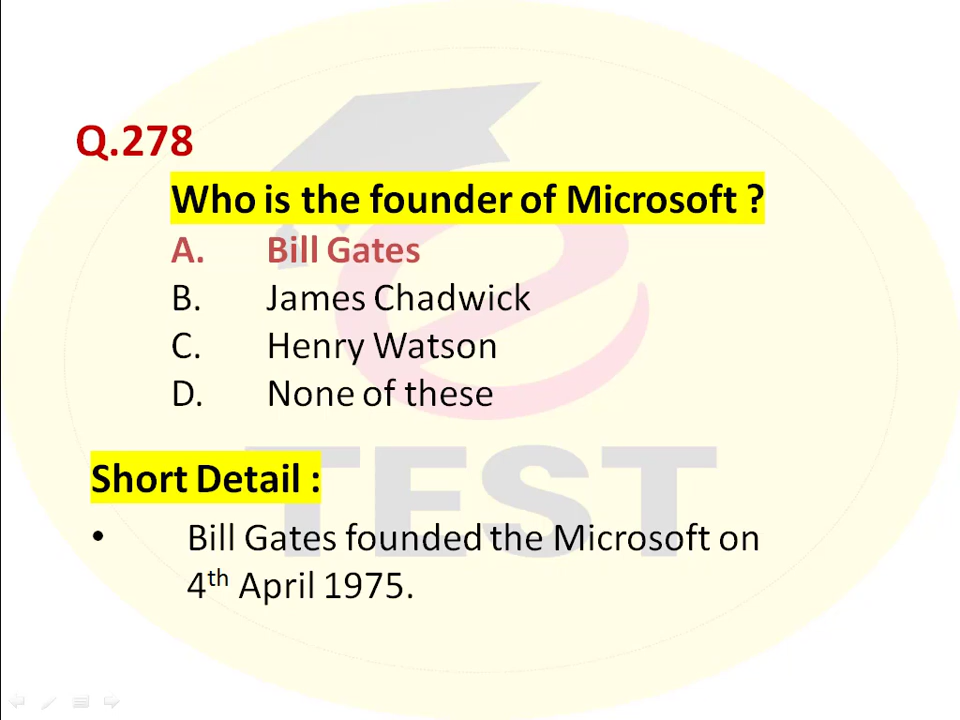 Q.278
Who is the founder of Microsoft ?
A. Bill Gates
B. James Chadwick
C. Henry Watson
D. None of these
TEST
Short Detail :
• Bill Gates founded the Microsoft on
4th April 1975.